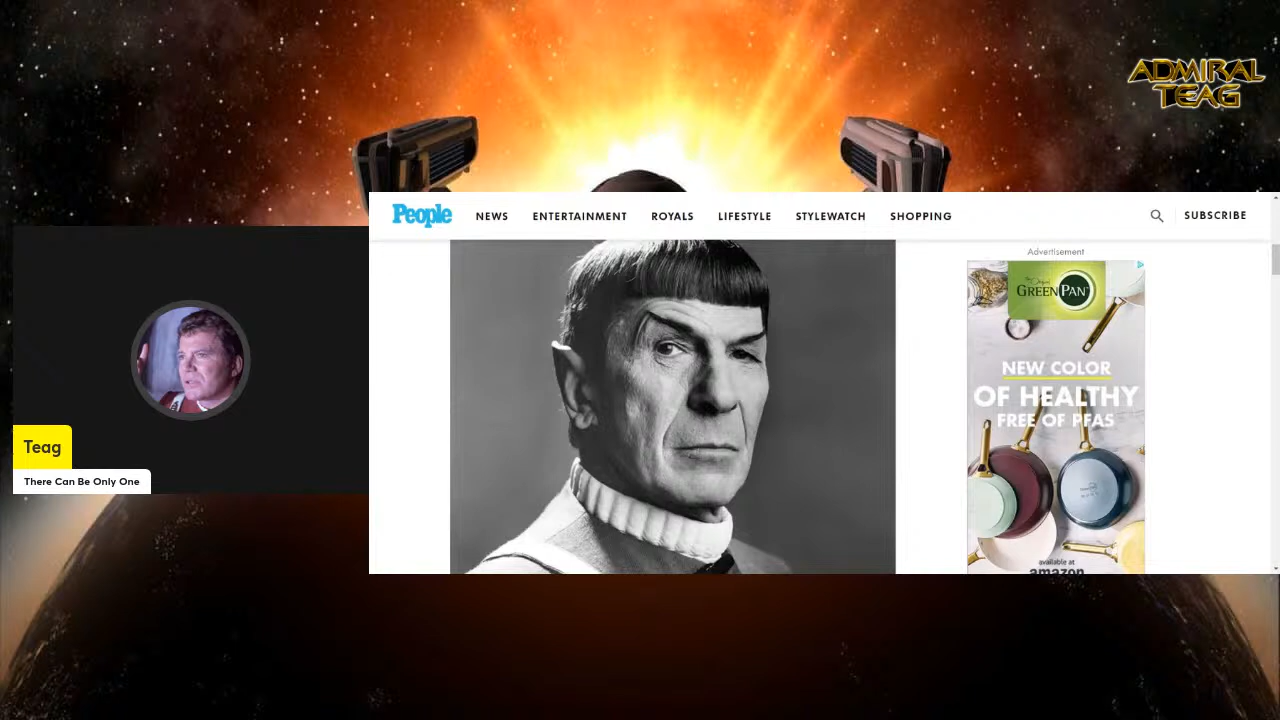 ADMIRAL
TEAG
People
NEWS
ENTERTAINMENT
ROYALS
LIFESTYLE
STYLEWATCH
SHOPPING
SUBSCRIBE
Advertisement
GREENPAN
NEW COLOR
OF HEALTHY
FREE OF PFAS
available at
amazon
Teag
There Can Be Only One